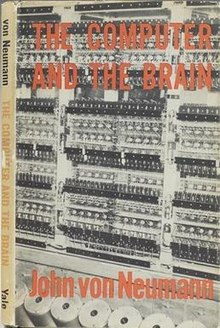 von Neumann
THE COMPUTER AND THE BRAIN
Yale
THE COMPUTER
AND THE BRAIN
John von Neumann